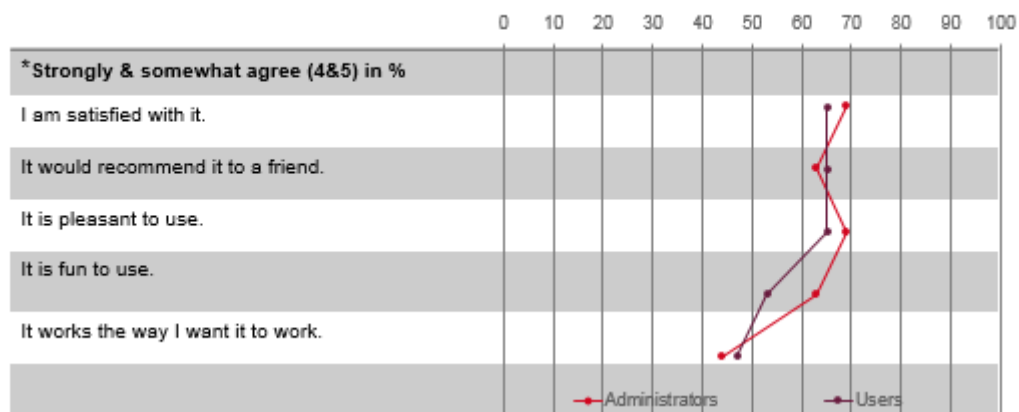 0 10 20 30 40 50 60 70 80 90 100
*Strongly & somewhat agree (4&5) in %
I am satisfied with it.
It would recommend it to a friend.
It is pleasant to use.
It is fun to use.
It works the way I want it to work.
Administrators Users